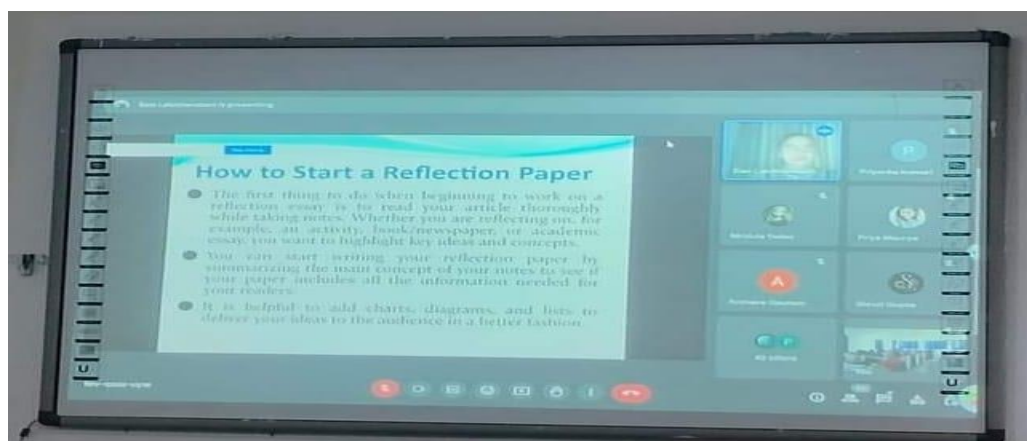 is presenting
How to Start a Reflection Paper
The first thing to do when beginning to work on a
reflection essay is to read your article thoroughly
while taking notes. Whether you are reflecting on, for
example, an activity, book/newspaper, or academic
essay, you want to highlight key ideas and concepts.
You can start writing your reflection paper by
summarizing the main concept of your notes to see if
your paper includes all the information needed for
your readers.
It is helpful to add charts, diagrams, and lists to
deliver your ideas to the audience in a better fashion
R
Priyanka
Priya Maurya
A
others